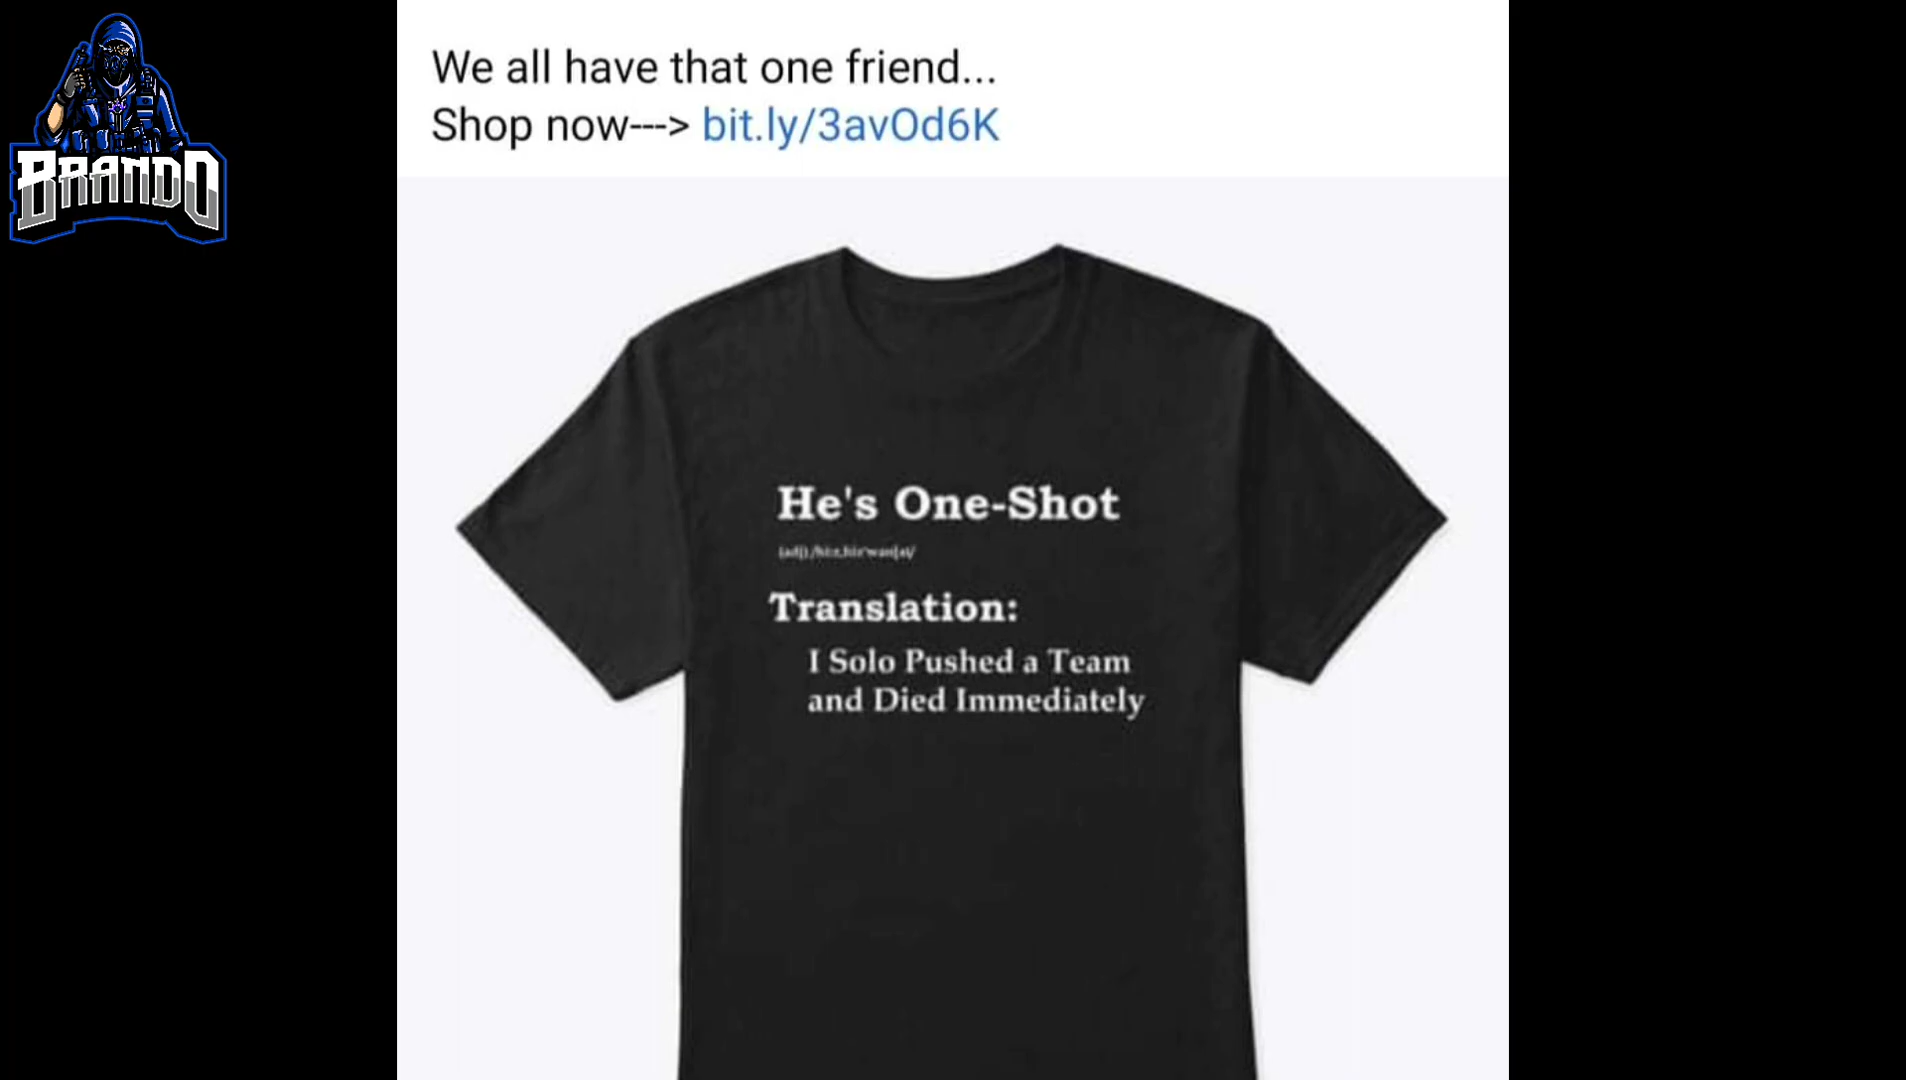 BRANDO
We all have that one friend...
Shop now---> bit.ly/3avOd6K
He's One-Shot
Translation:
I Solo Pushed a Team
and Died Immediately